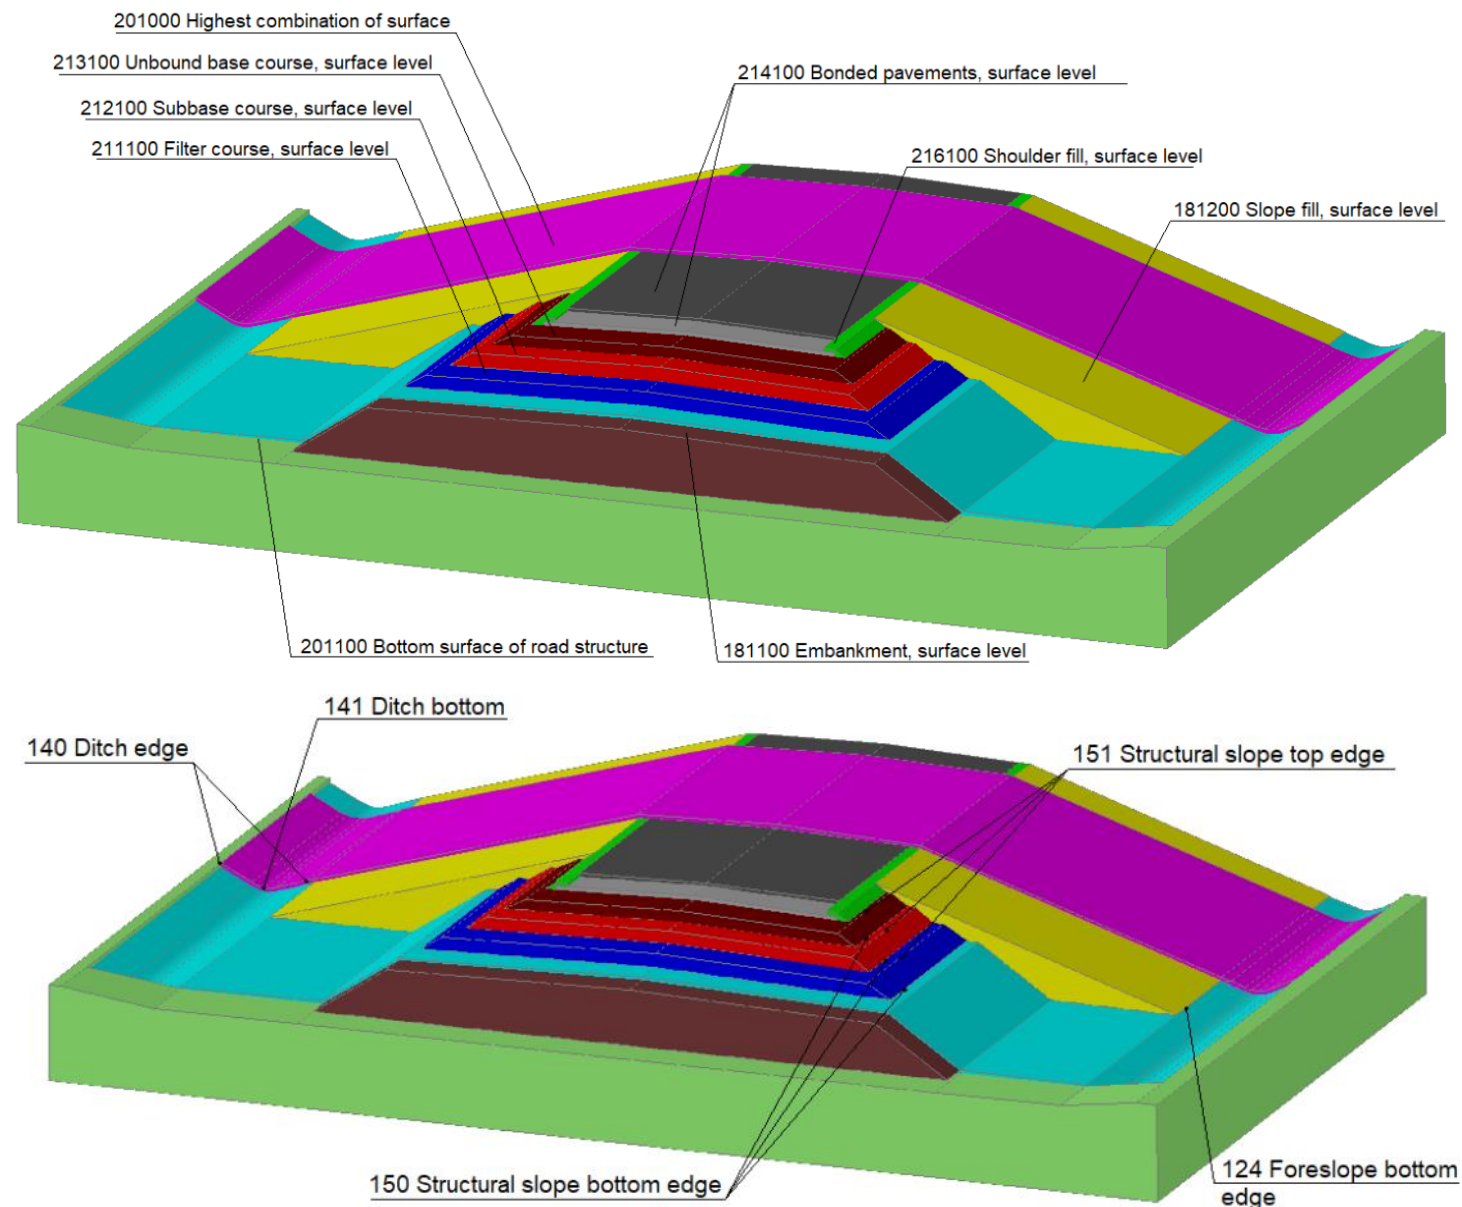 201000 Highest combination of surface
213100 Unbound base course, surface level
214100 Bonded pavements, surface level
212100 Subbase course, surface level
211100 Filter course, surface level
216100 Shoulder fill, surface level
181200 Slope fill, surface level
201100 Bottom surface of road structure
181100 Embankment, surface level
141 Ditch bottom
140 Ditch edge
151 Structural slope top edge
150 Structural slope bottom edge
124 Foreslope bottom
edge